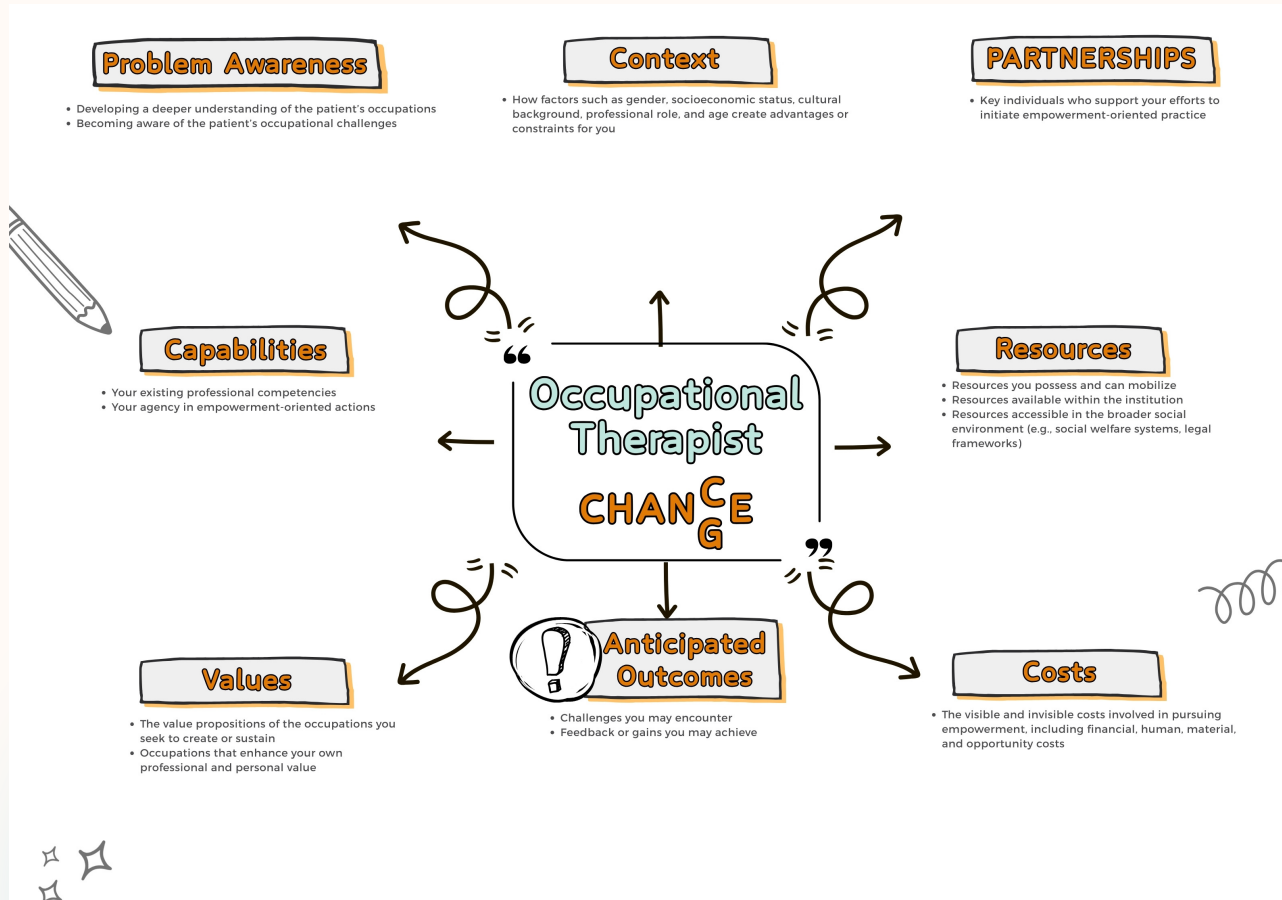 Problem Awareness
• Developing a deeper understanding of the patient's occupations
• Becoming aware of the patient's occupational challenges
Context
• How factors such as gender, socioeconomic status, cultural
background, professional role, and age create advantages or
constraints for you
PARTNERSHIPS
• Key individuals who support your efforts to
initiate empowerment-oriented practice
Capabilities
• Your existing professional competencies
• Your agency in empowerment-oriented actions
“
Occupational
Therapist
CHAN C E
G
”
Resources
• Resources you possess and can mobilize
• Resources available within the institution
• Resources accessible in the broader social
environment (e.g., social welfare systems, legal
frameworks)
Values
• The value propositions of the occupations you
seek to create or sustain
• Occupations that enhance your own
professional and personal value
!
Anticipated
Outcomes
• Challenges you may encounter
• Feedback or gains you may achieve
Costs
• The visible and invisible costs involved in pursuing
empowerment, including financial, human, material,
and opportunity costs